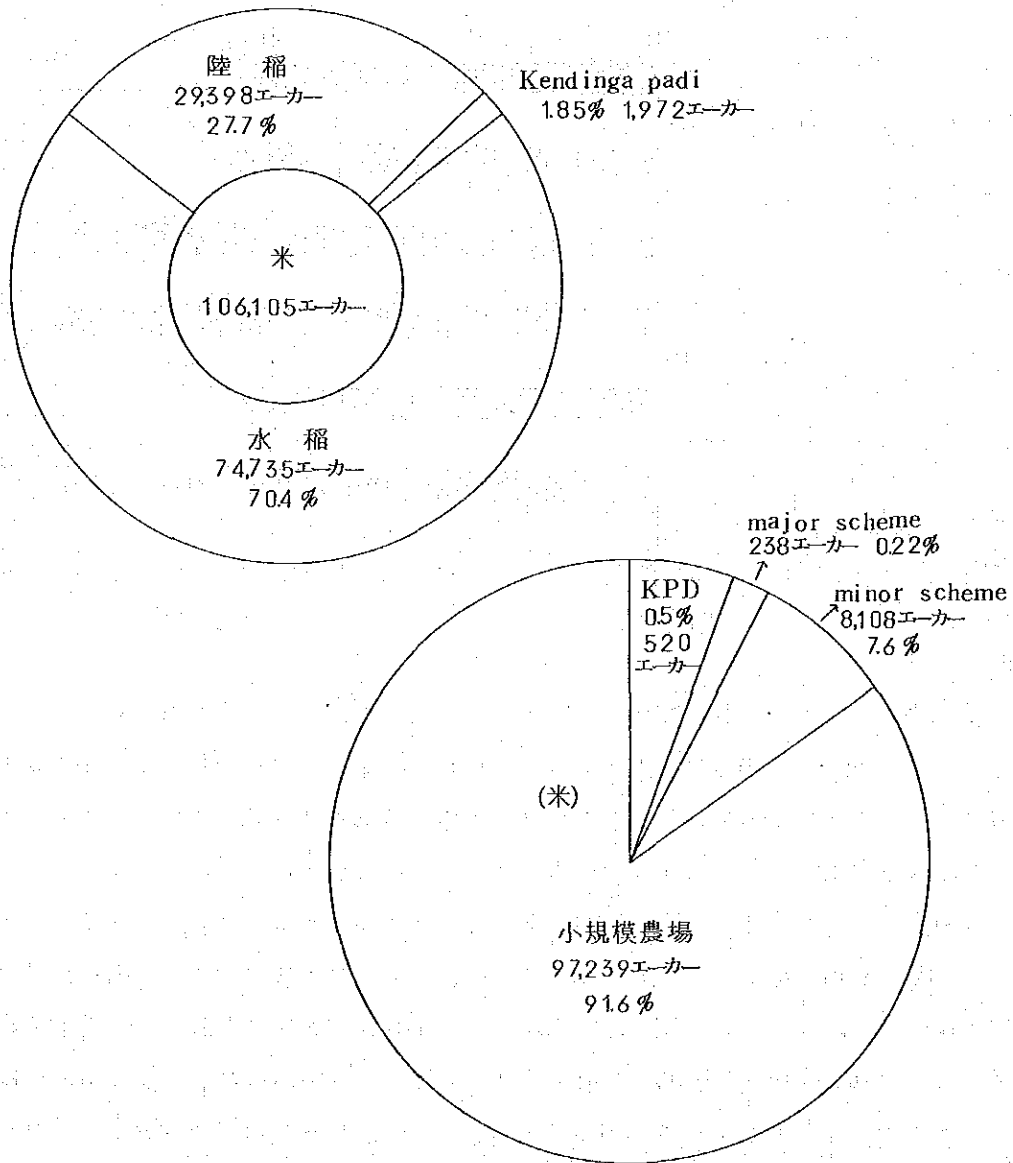 陸 稲
29,398エーカー
27.7 %
Kendinga padi
1.85% 1,972エーカー
米
106,105エーカー
水 稲
74,735エーカー
70.4 %
major scheme
238エーカー 0.22%
minor scheme
8,108エーカー
7.6 %
KPD
0.5%
520
エーカー
(米)
小規模農場
97,239エーカー
91.6 %